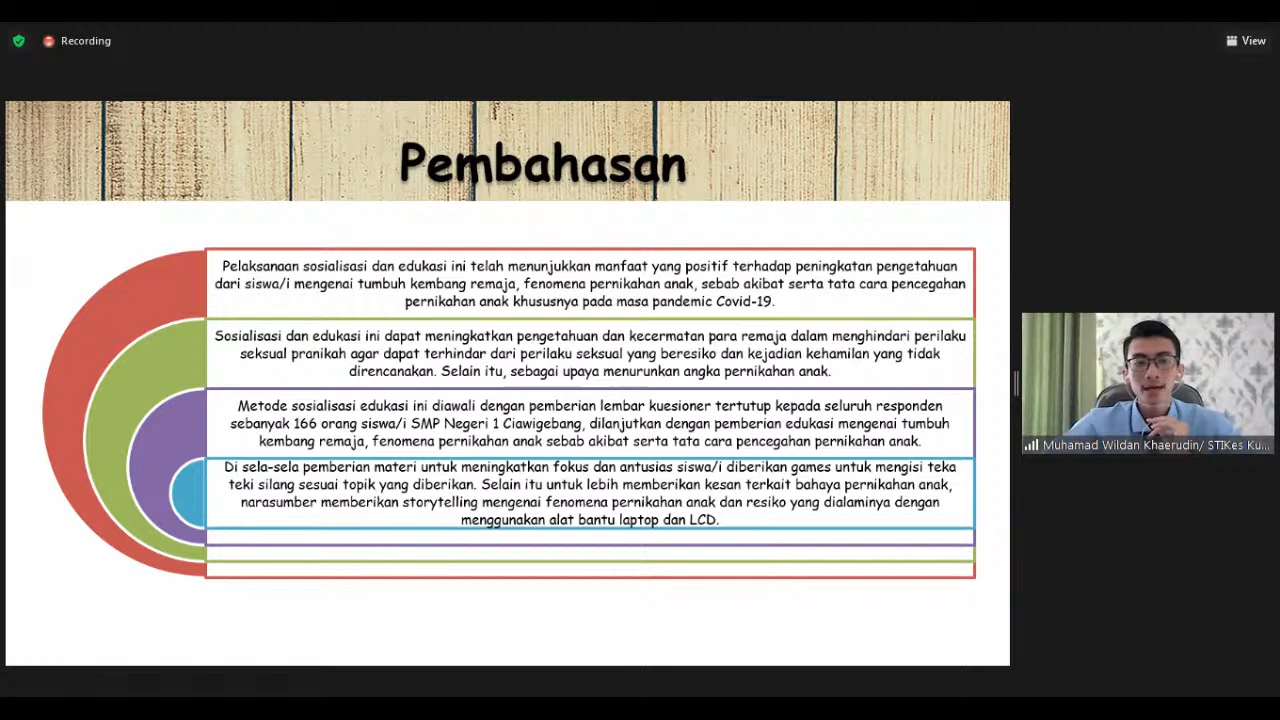 Recording
View
Pembahasan
Pelaksanaan sosialisasi dan edukasi ini telah menunjukkan manfaat yang positif terhadap peningkatan pengetahuan
dari siswa/i mengenai tumbuh kembang remaja, fenomena pernikahan anak, sebab akibat serta tata cara pencegahan
pernikahan anak khususnya pada masa pandemic Covid-19.
Sosialisasi dan edukasi ini dapat meningkatkan pengetahuan dan kecermatan para remaja dalam menghindari perilaku
seksual pranikah agar dapat terhindar dari perilaku seksual yang beresiko dan kejadian kehamilan yang tidak
direncanakan. Selain itu, sebagai upaya menurunkan angka pernikahan anak.
Metode sosialisasi edukasi ini diawali dengan pemberian lembar kuesioner tertutup kepada seluruh responden
sebanyak 166 orang siswa/i SMP Negeri 1 Ciawigebang, dilanjutkan dengan pemberian edukasi mengenai tumbuh
kembang remaja, fenomena pernikahan anak sebab akibat serta tata cara pencegahan pernikahan anak.
Di sela-sela pemberian materi untuk meningkatkan fokus dan antusias siswa/i diberikan games untuk mengisi teka
teki silang sesuai topik yang diberikan. Selain itu untuk lebih memberikan kesan terkait bahaya pernikahan anak,
narasumber memberikan storytelling mengenai fenomena pernikahan anak dan resiko yang dialaminya dengan
menggunakan alat bantu laptop dan LCD.
Muhamad Wildan Khaerudin/ STIKes Ku...